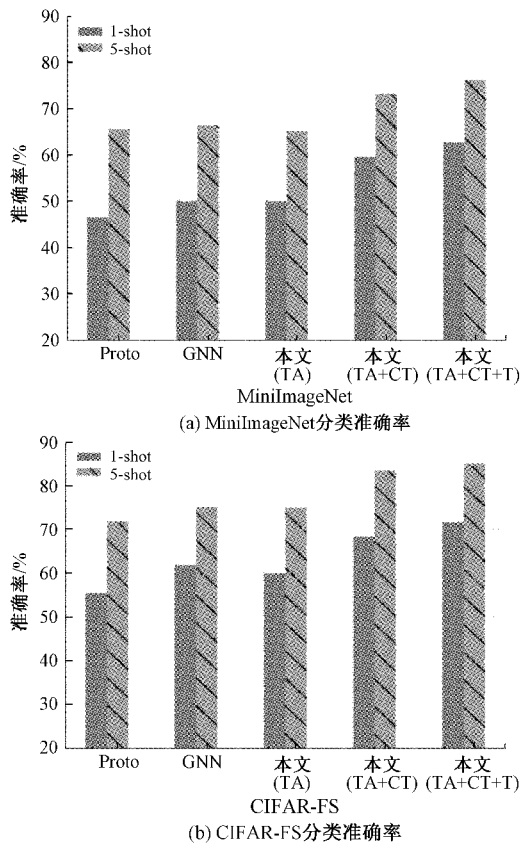 90
80
70
60
50
40
30
20
准确率/%
1-shot
5-shot
Proto
GNN
本文
(TA)
本文
(TA+CT)
本文
(TA+CT+T)
MiniImageNet
(a) MiniImageNet分类准确率
90
80
70
60
50
40
30
20
准确率/%
1-shot
5-shot
Proto
GNN
本文
(TA)
本文
(TA+CT)
本文
(TA+CT+T)
CIFAR-FS
(b) CIFAR-FS分类准确率